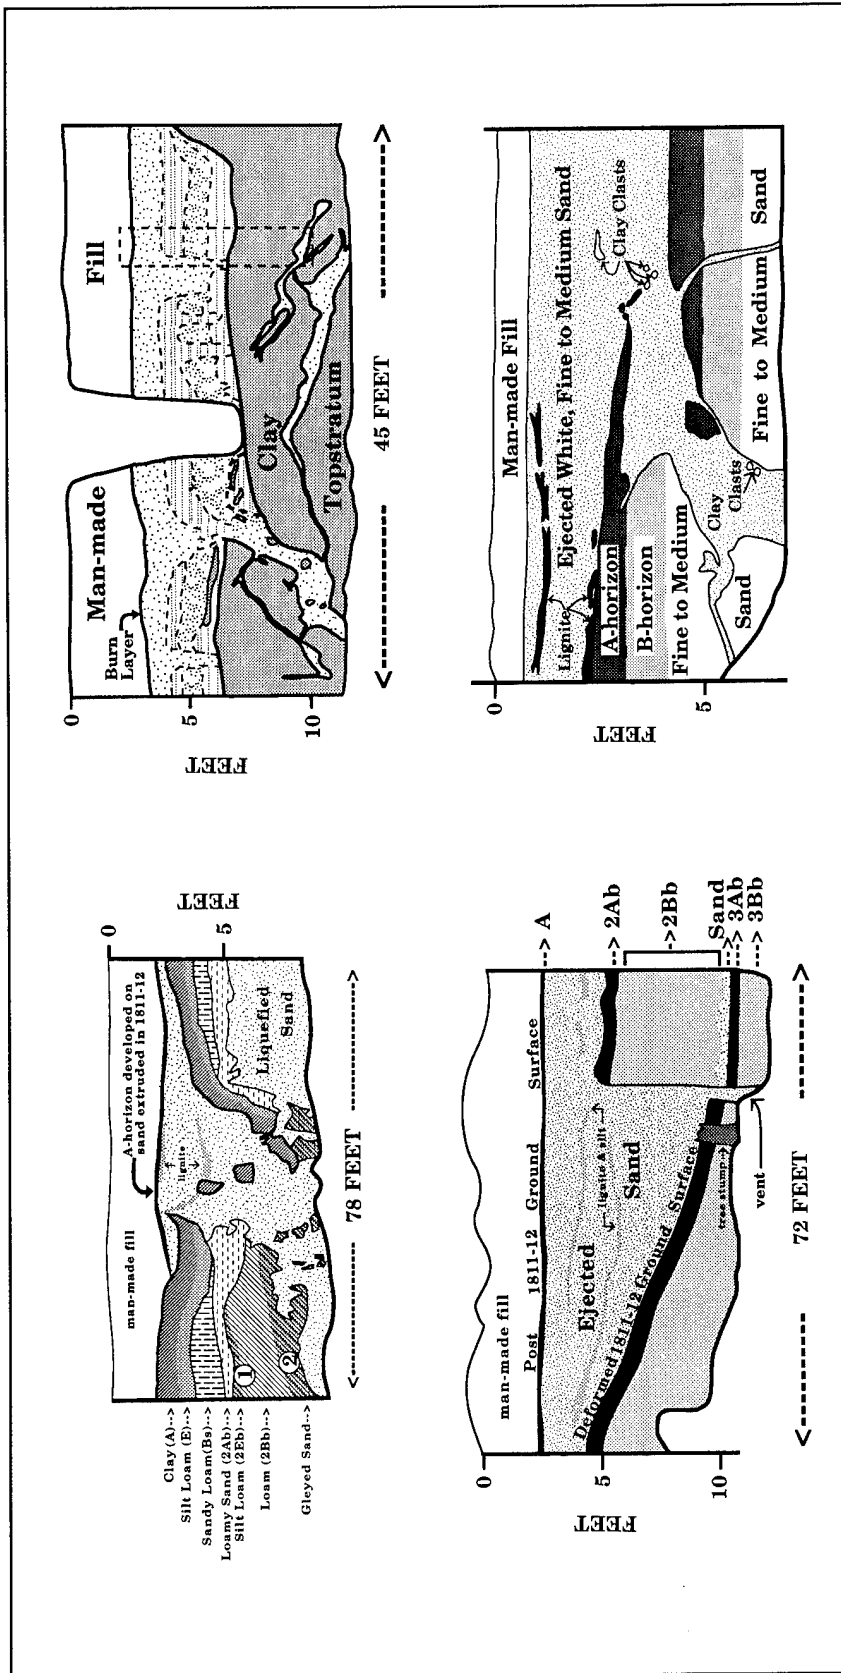 A-horizon developed on
sand extruded in 1811-12
man-made fill
lignite
Liquefied
Sand
0
5
FEET
Clay (A)-->
Silt Loam (E)-->
Sandy Loam(Bs)-->
Loamy Sand (2Ab)-->
Silt Loam (2Eb)-->
Loam (2Bb)-->
Gleyed Sand-->
1
2
<--------- 78 FEET --------->
Man-made Fill
Burn
Layer
Clay
Topstratum
0
5
10
FEET
<--------- 45 FEET --------->
man-made fill
Post 1811-12 Ground Surface
Ejected Sand
<--lignite & silt-->
Deformed 1811-12 Ground Surface
tree stump->
vent
0
5
10
FEET
--> A
--> 2Ab
-> 2Bb
Sand
--> 3Ab
--> 3Bb
<--------- 72 FEET --------->
Man-made Fill
Ejected White, Fine to Medium Sand
Lignite
A-horizon
B-horizon
Fine to Medium
Sand
Clay
Clasts
Clay Clasts
Fine to Medium Sand
0
5
FEET